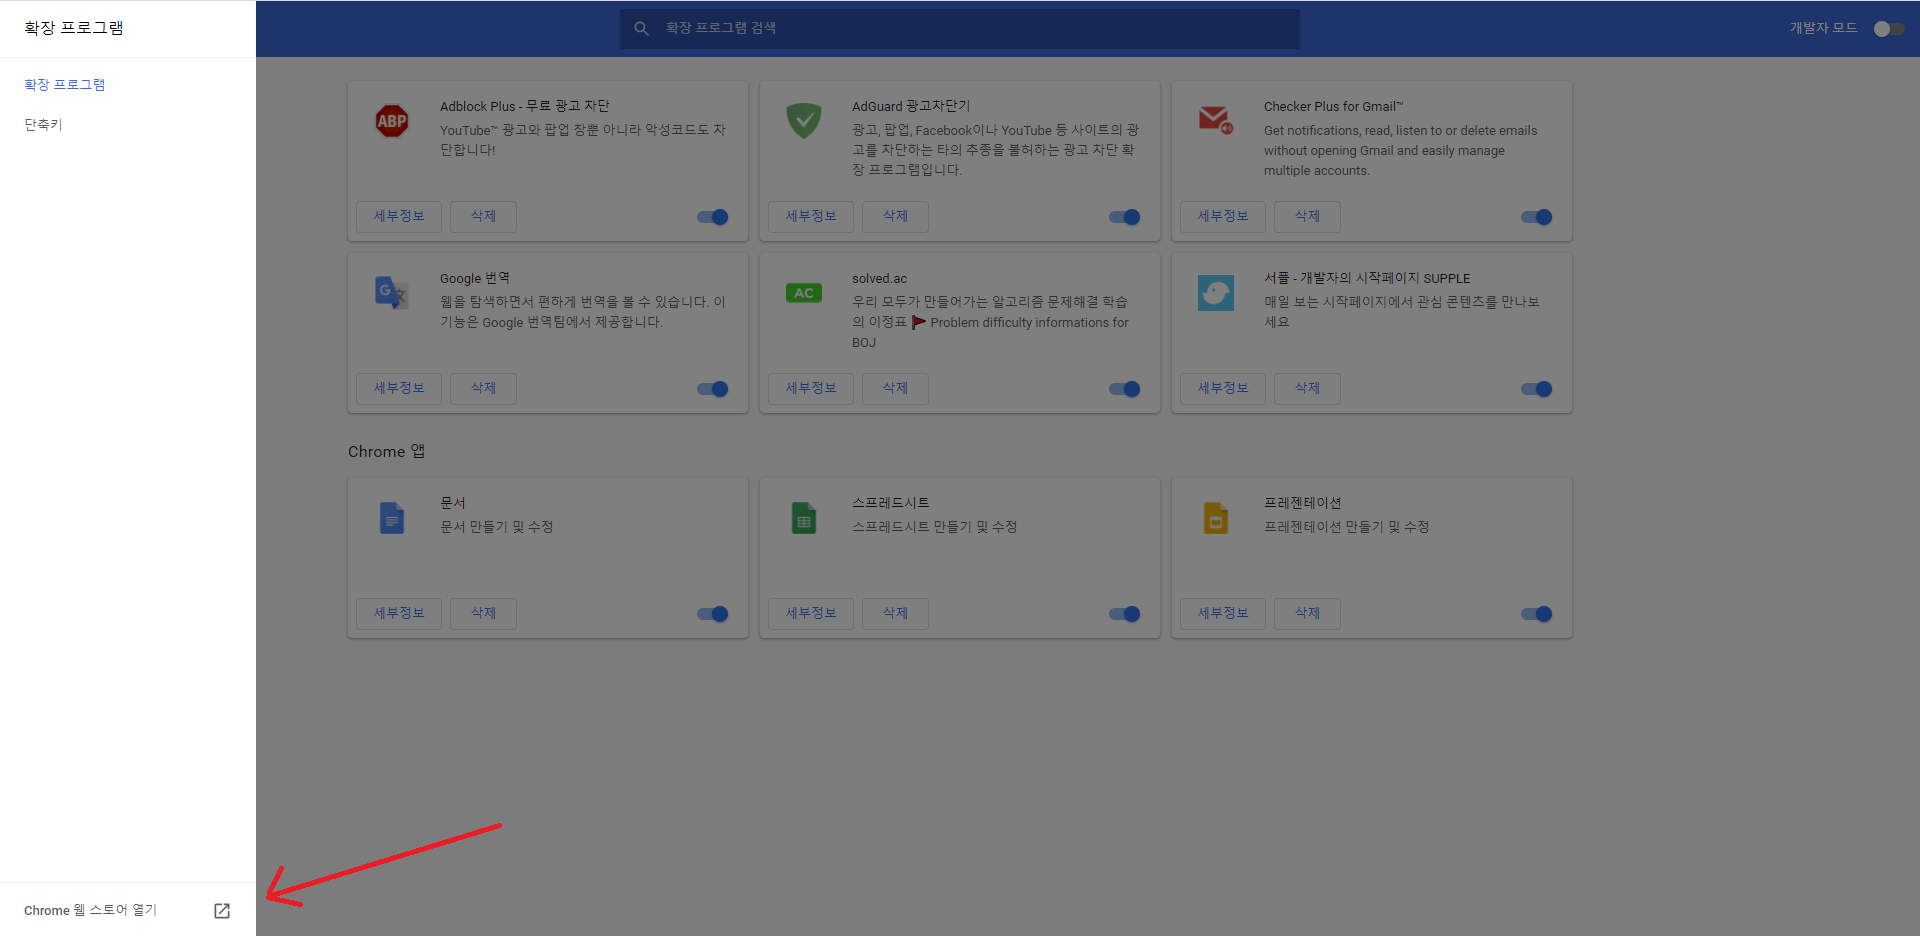 확장 프로그램
확장 프로그램 검색
개발자 모드
확장 프로그램
단축키
ABP
Adblock Plus - 무료 광고 차단
YouTube™ 광고와 팝업 창뿐 아니라 악성코드도 차
단합니다!
세부정보
삭제
AdGuard 광고차단기
광고, 팝업, Facebook이나 YouTube 등 사이트의 광
고를 차단하는 타의 추종을 불허하는 광고 차단 확
장 프로그램입니다.
세부정보
삭제
Checker Plus for Gmail™
Get notifications, read, listen to or delete emails
without opening Gmail and easily manage
multiple accounts.
세부정보
삭제
G 文
Google 번역
웹을 탐색하면서 편하게 번역을 볼 수 있습니다. 이
기능은 Google 번역팀에서 제공합니다.
세부정보
삭제
AC
solved.ac
우리 모두가 만들어가는 알고리즘 문제해결 학습
의 이정표 🚩 Problem difficulty informations for
BOJ
세부정보
삭제
서플 - 개발자의 시작페이지 SUPPLE
매일 보는 시작페이지에서 관심 콘텐츠를 만나보
세요
세부정보
삭제
Chrome 앱
문서
문서 만들기 및 수정
세부정보
삭제
스프레드시트
스프레드시트 만들기 및 수정
세부정보
삭제
프레젠테이션
프레젠테이션 만들기 및 수정
세부정보
삭제
Chrome 웹 스토어 열기